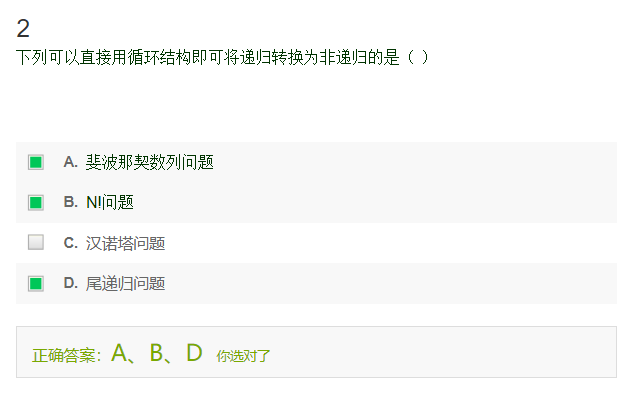 2
下列可以直接用循环结构即可将递归转换为非递归的是（ ）
A. 斐波那契数列问题
B. N!问题
C. 汉诺塔问题
D. 尾递归问题
正确答案：A、B、D 你选对了